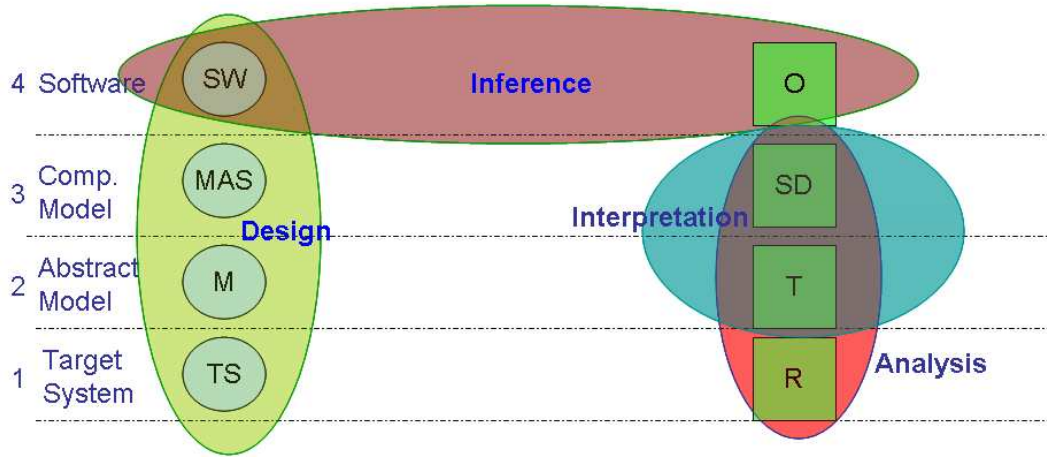 4 Software
SW
Inference
O
3 Comp.
Model
MAS
SD
Design
Interpretation
2 Abstract
Model
M
T
1 Target
System
TS
R
Analysis